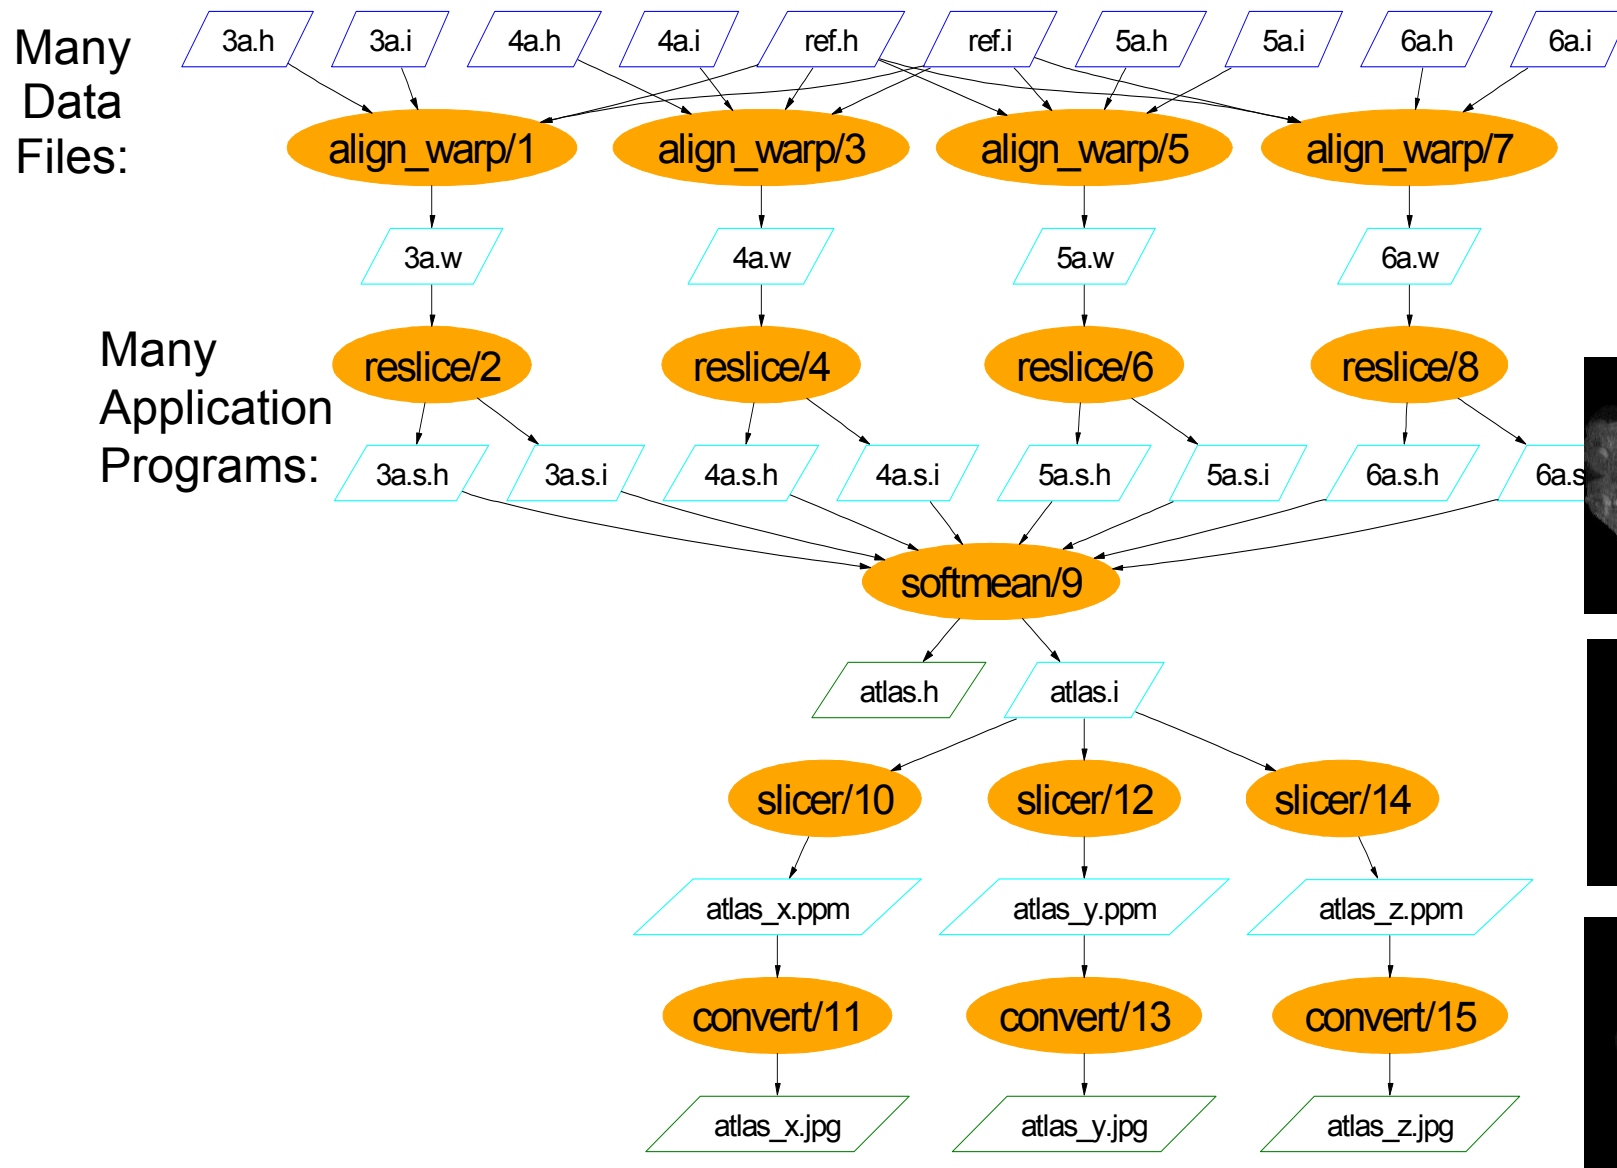 Many
Data
Files:
3a.h 3a.i 4a.h 4a.i ref.h ref.i 5a.h 5a.i 6a.h 6a.i
align_warp/1 align_warp/3 align_warp/5 align_warp/7
3a.w 4a.w 5a.w 6a.w
Many
Application
Programs:
reslice/2 reslice/4 reslice/6 reslice/8
3a.s.h 3a.s.i 4a.s.h 4a.s.i 5a.s.h 5a.s.i 6a.s.h 6a.s
softmean/9
atlas.h atlas.i
slicer/10 slicer/12 slicer/14
atlas_x.ppm atlas_y.ppm atlas_z.ppm
convert/11 convert/13 convert/15
atlas_x.jpg atlas_y.jpg atlas_z.jpg